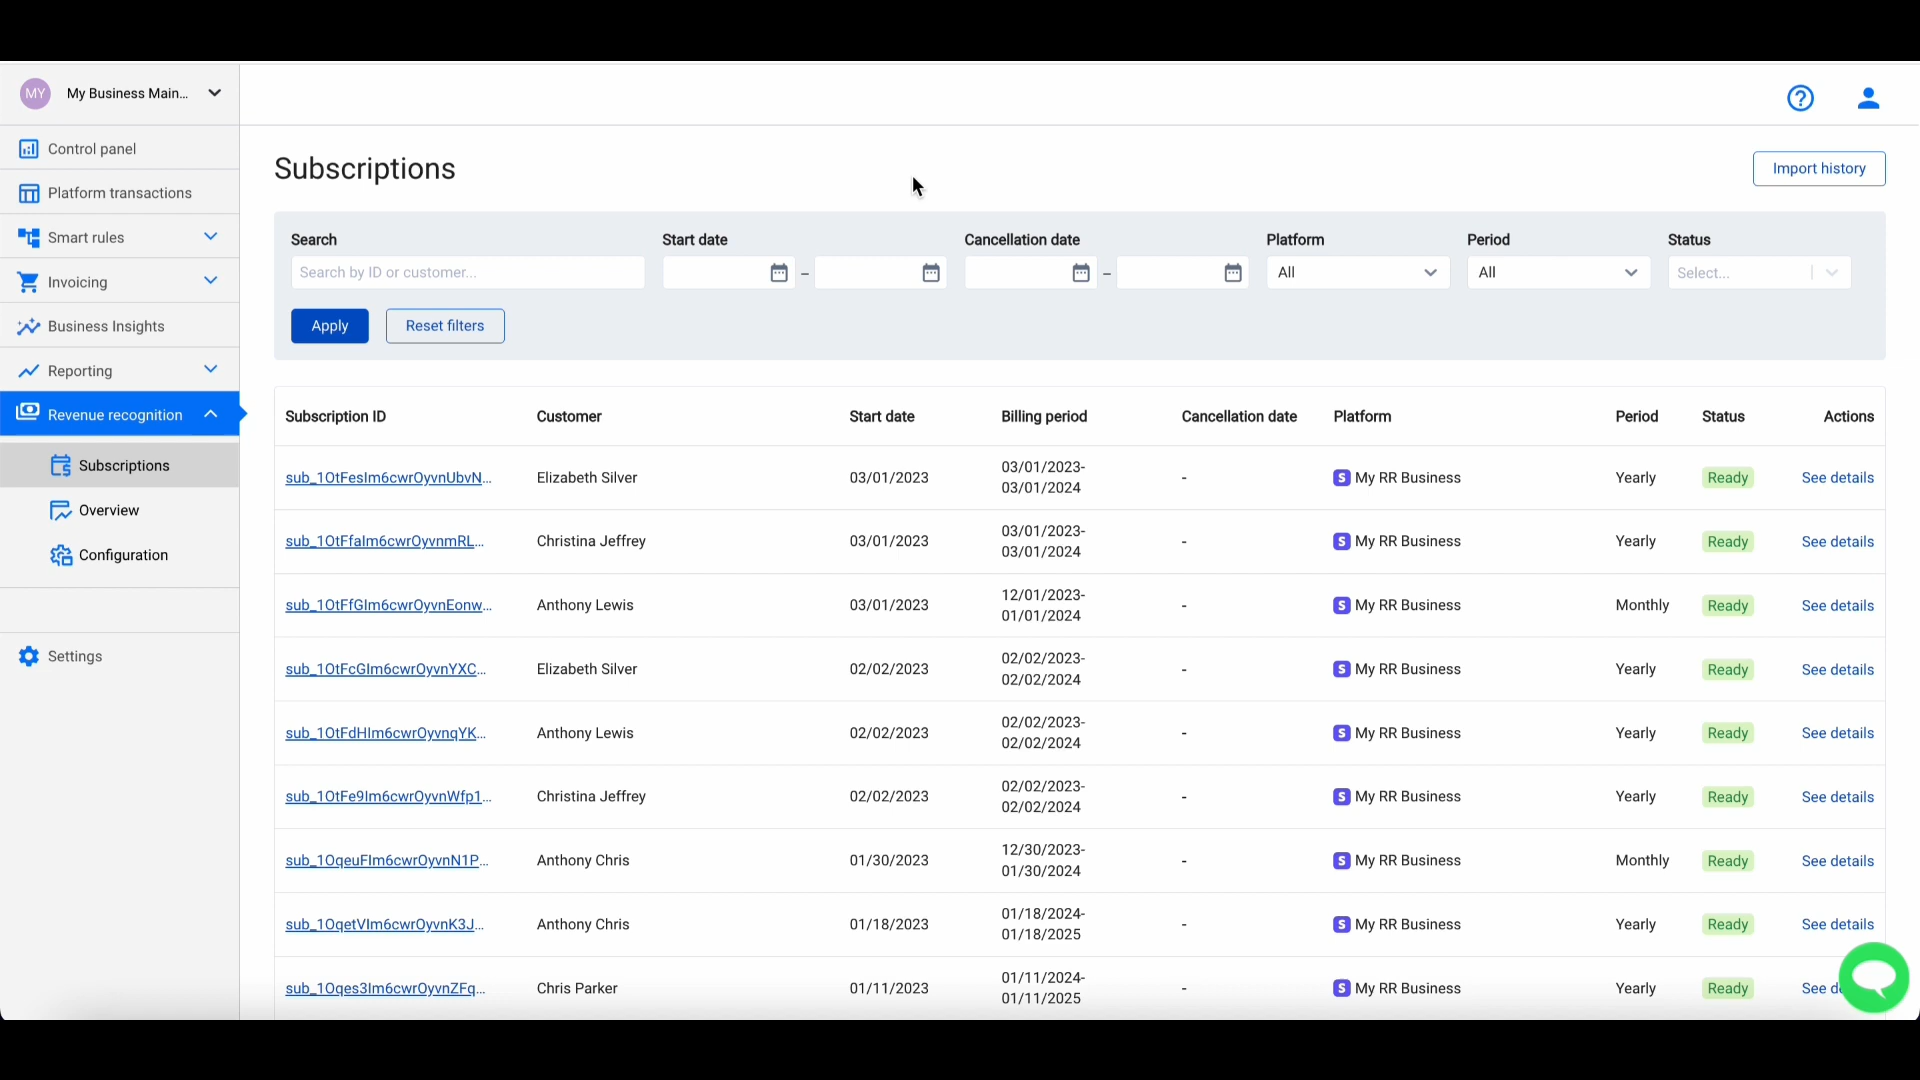 MY My Business Main...
Control panel
Platform transactions
Smart rules
Invoicing
Business Insights
Reporting
Revenue recognition
Subscriptions
Overview
Configuration
Settings
Subscriptions
Import history
Search Start date Cancellation date Platform Period Status
Search by ID or customer... – – All All Select...
Apply Reset filters
Subscription ID Customer Start date Billing period Cancellation date Platform Period Status Actions
sub_1OtFesIm6cwrOyvnUbvN... Elizabeth Silver 03/01/2023 03/01/2023- - S My RR Business Yearly Ready See details
03/01/2024
sub_1OtFfaIm6cwrOyvnmRL... Christina Jeffrey 03/01/2023 03/01/2023- - S My RR Business Yearly Ready See details
03/01/2024
sub_1OtFfGIm6cwrOyvnEonw... Anthony Lewis 03/01/2023 12/01/2023- - S My RR Business Monthly Ready See details
01/01/2024
sub_1OtFcGIm6cwrOyvnYXC... Elizabeth Silver 02/02/2023 02/02/2023- - S My RR Business Yearly Ready See details
02/02/2024
sub_1OtFdHIm6cwrOyvnqYK... Anthony Lewis 02/02/2023 02/02/2023- - S My RR Business Yearly Ready See details
02/02/2024
sub_1OtFe9Im6cwrOyvnWfp1... Christina Jeffrey 02/02/2023 02/02/2023- - S My RR Business Yearly Ready See details
02/02/2024
sub_1OqeuFIm6cwrOyvnN1P... Anthony Chris 01/30/2023 12/30/2023- - S My RR Business Monthly Ready See details
01/30/2024
sub_1OqetVIm6cwrOyvnK3J... Anthony Chris 01/18/2023 01/18/2024- - S My RR Business Yearly Ready See details
01/18/2025
sub_1Oqes3Im6cwrOyvnZFq... Chris Parker 01/11/2023 01/11/2024- - S My RR Business Yearly Ready See
01/11/2025